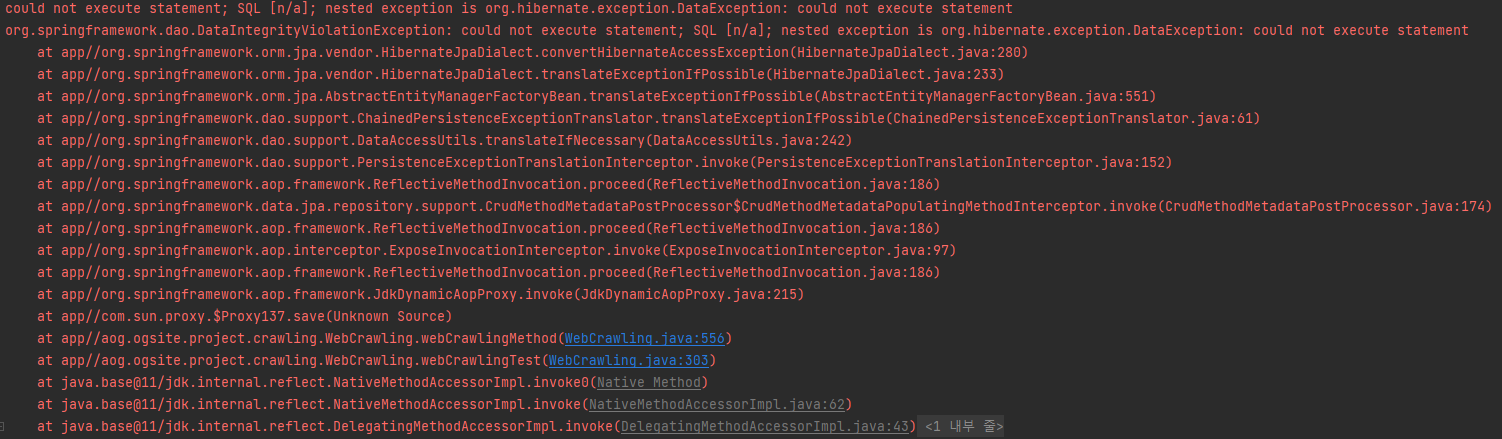 could not execute statement; SQL [n/a]; nested exception is org.hibernate.exception.DataException: could not execute statement
org.springframework.dao.DataIntegrityViolationException: could not execute statement; SQL [n/a]; nested exception is org.hibernate.exception.DataException: could not execute statement
at app//org.springframework.orm.jpa.vendor.HibernateJpaDialect.convertHibernateAccessException(HibernateJpaDialect.java:280)
at app//org.springframework.orm.jpa.vendor.HibernateJpaDialect.translateExceptionIfPossible(HibernateJpaDialect.java:233)
at app//org.springframework.orm.jpa.AbstractEntityManagerFactoryBean.translateExceptionIfPossible(AbstractEntityManagerFactoryBean.java:551)
at app//org.springframework.dao.support.ChainedPersistenceExceptionTranslator.translateExceptionIfPossible(ChainedPersistenceExceptionTranslator.java:61)
at app//org.springframework.dao.support.DataAccessUtils.translateIfNecessary(DataAccessUtils.java:242)
at app//org.springframework.dao.support.PersistenceExceptionTranslationInterceptor.invoke(PersistenceExceptionTranslationInterceptor.java:152)
at app//org.springframework.aop.framework.ReflectiveMethodInvocation.proceed(ReflectiveMethodInvocation.java:186)
at app//org.springframework.data.jpa.repository.support.CrudMethodMetadataPostProcessor$CrudMethodMetadataPopulatingMethodInterceptor.invoke(CrudMethodMetadataPostProcessor.java:174)
at app//org.springframework.aop.framework.ReflectiveMethodInvocation.proceed(ReflectiveMethodInvocation.java:186)
at app//org.springframework.aop.interceptor.ExposeInvocationInterceptor.invoke(ExposeInvocationInterceptor.java:97)
at app//org.springframework.aop.framework.ReflectiveMethodInvocation.proceed(ReflectiveMethodInvocation.java:186)
at app//org.springframework.aop.framework.JdkDynamicAopProxy.invoke(JdkDynamicAopProxy.java:215)
at app//com.sun.proxy.$Proxy137.save(Unknown Source)
at app//aog.ogsite.project.crawling.WebCrawling.webCrawlingMethod(WebCrawling.java:556)
at app//aog.ogsite.project.crawling.WebCrawling.webCrawlingTest(WebCrawling.java:303)
at java.base@11/jdk.internal.reflect.NativeMethodAccessorImpl.invoke0(Native Method)
at java.base@11/jdk.internal.reflect.NativeMethodAccessorImpl.invoke(NativeMethodAccessorImpl.java:62)
at java.base@11/jdk.internal.reflect.DelegatingMethodAccessorImpl.invoke(DelegatingMethodAccessorImpl.java:43) <1 내부 줄>